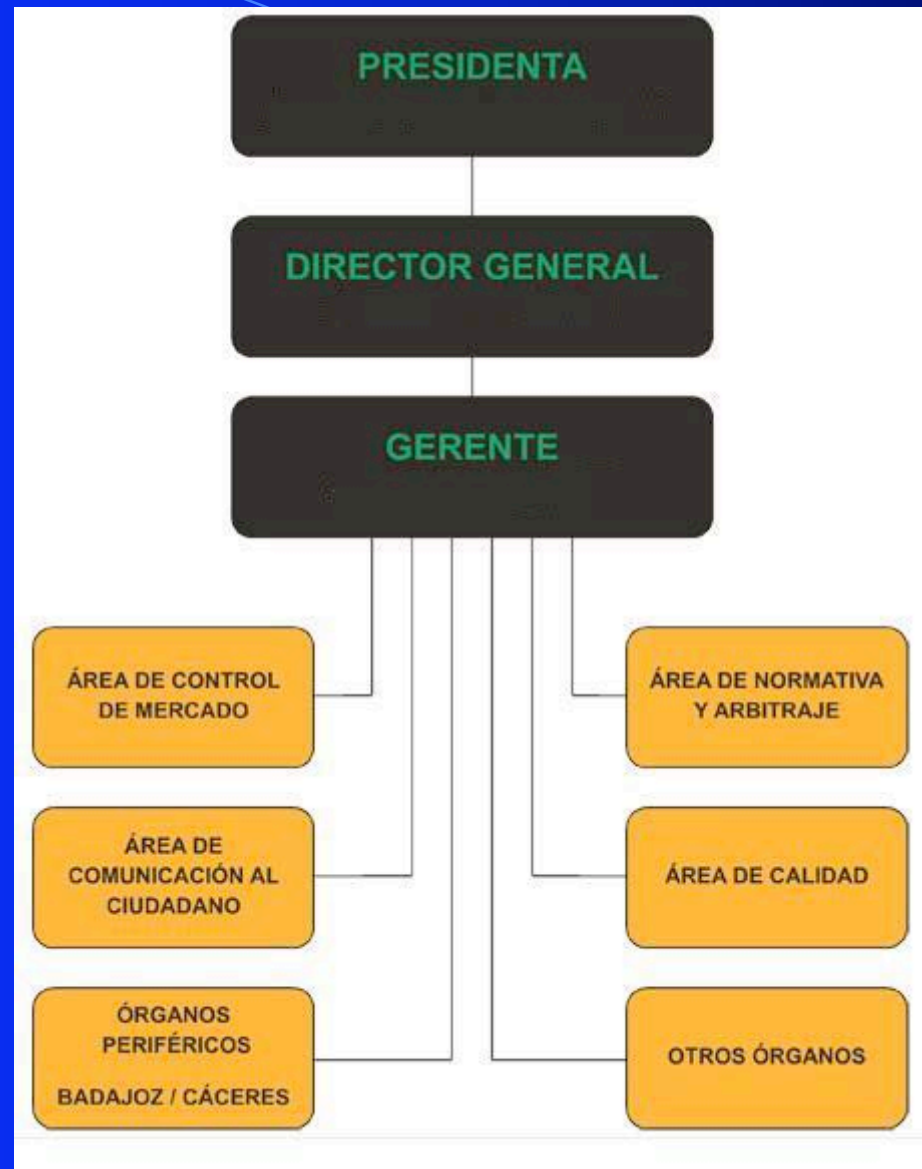 PRESIDENTA
DIRECTOR GENERAL
GERENTE
ÁREA DE CONTROL
DE MERCADO
ÁREA DE NORMATIVA
Y ARBITRAJE
ÁREA DE
COMUNICACIÓN AL
CIUDADANO
ÁREA DE CALIDAD
ÓRGANOS
PERIFÉRICOS
BADAJOZ / CÁCERES
OTROS ÓRGANOS